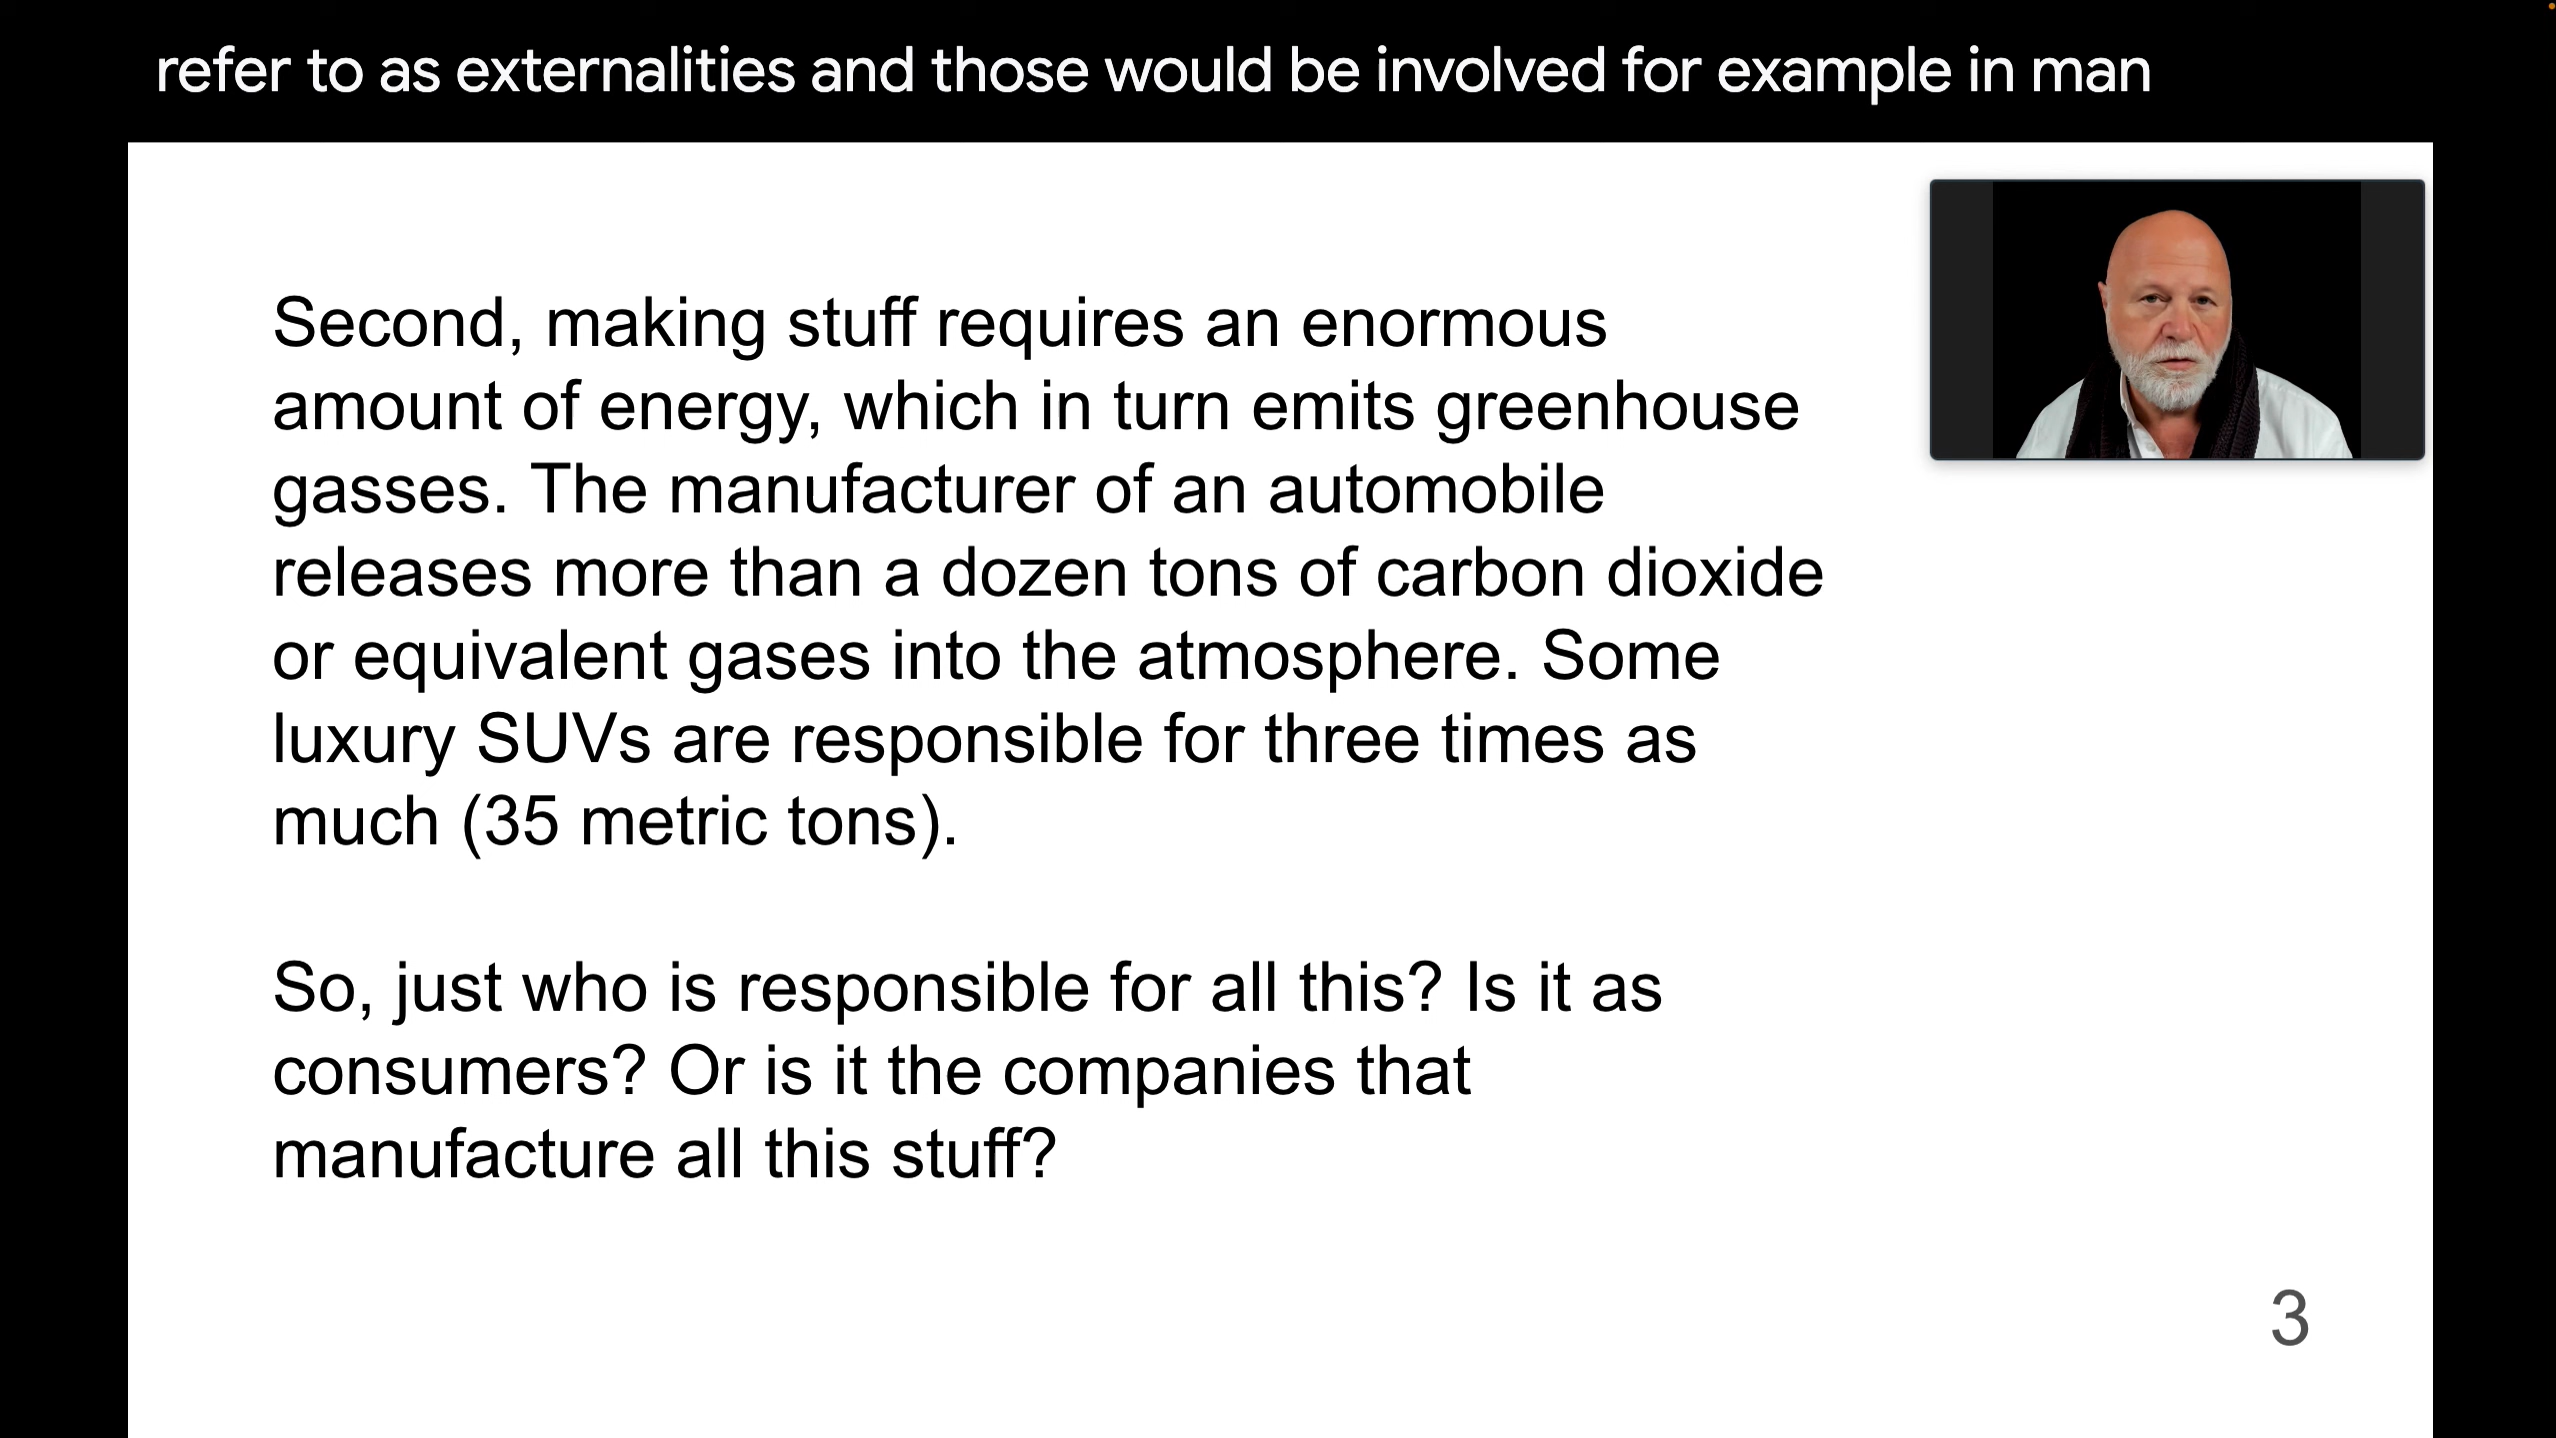 refer to as externalities and those would be involved for example in man
Second, making stuff requires an enormous
amount of energy, which in turn emits greenhouse
gasses. The manufacturer of an automobile
releases more than a dozen tons of carbon dioxide
or equivalent gases into the atmosphere. Some
luxury SUVs are responsible for three times as
much (35 metric tons).
So, just who is responsible for all this? Is it as
consumers? Or is it the companies that
manufacture all this stuff?
3